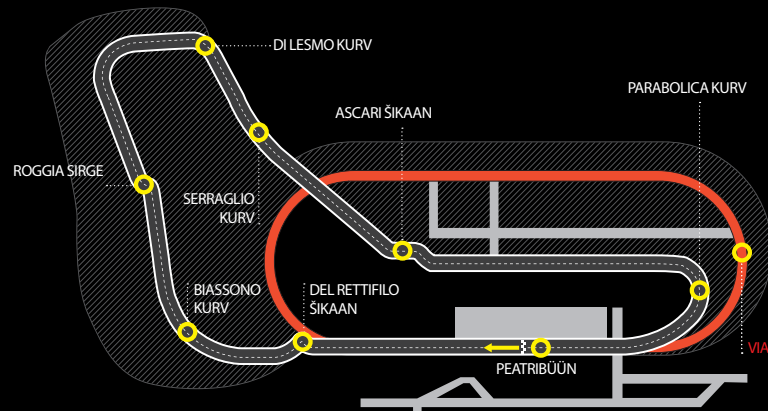 DI LESMO KURV
ASCARI ŠIKAAN
PARABOLICA KURV
ROGGIA SIRGE
SERRAGLIO
KURV
BIASSONO
KURV
DEL RETTIFILO
ŠIKAAN
PEATRIBÜÜN
VIA